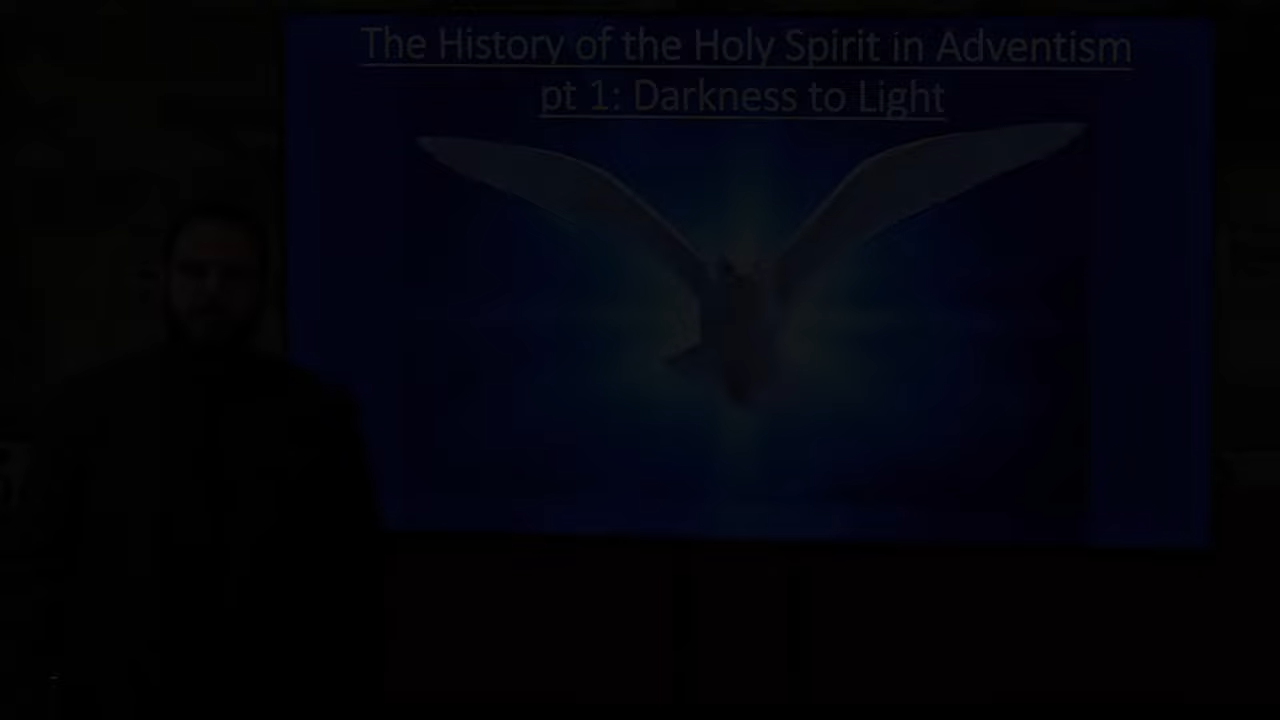 The History of the Holy Spirit in Adventism
pt 1: Darkness to Light